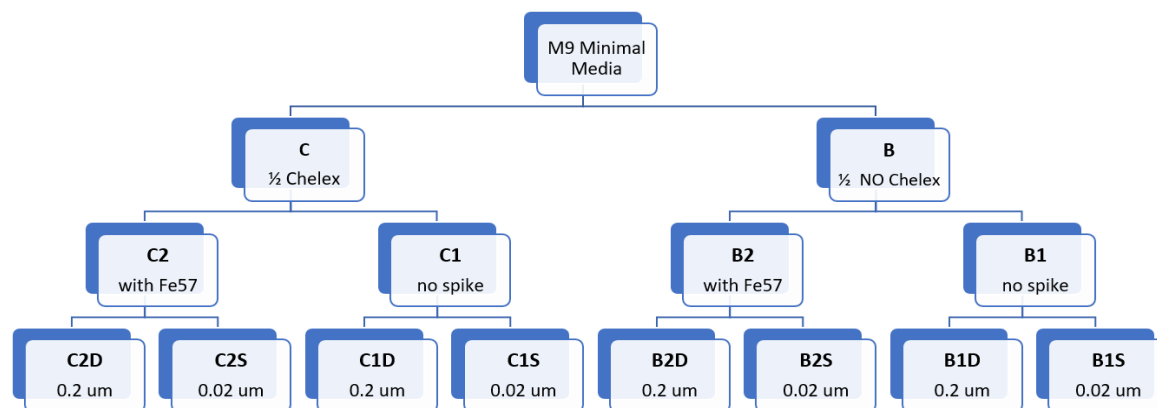 M9 Minimal
Media
C
½ Chelex
B
½ NO Chelex
C2
with Fe57
C1
no spike
B2
with Fe57
B1
no spike
C2D
0.2 um
C2S
0.02 um
C1D
0.2 um
C1S
0.02 um
B2D
0.2 um
B2S
0.02 um
B1D
0.2 um
B1S
0.02 um